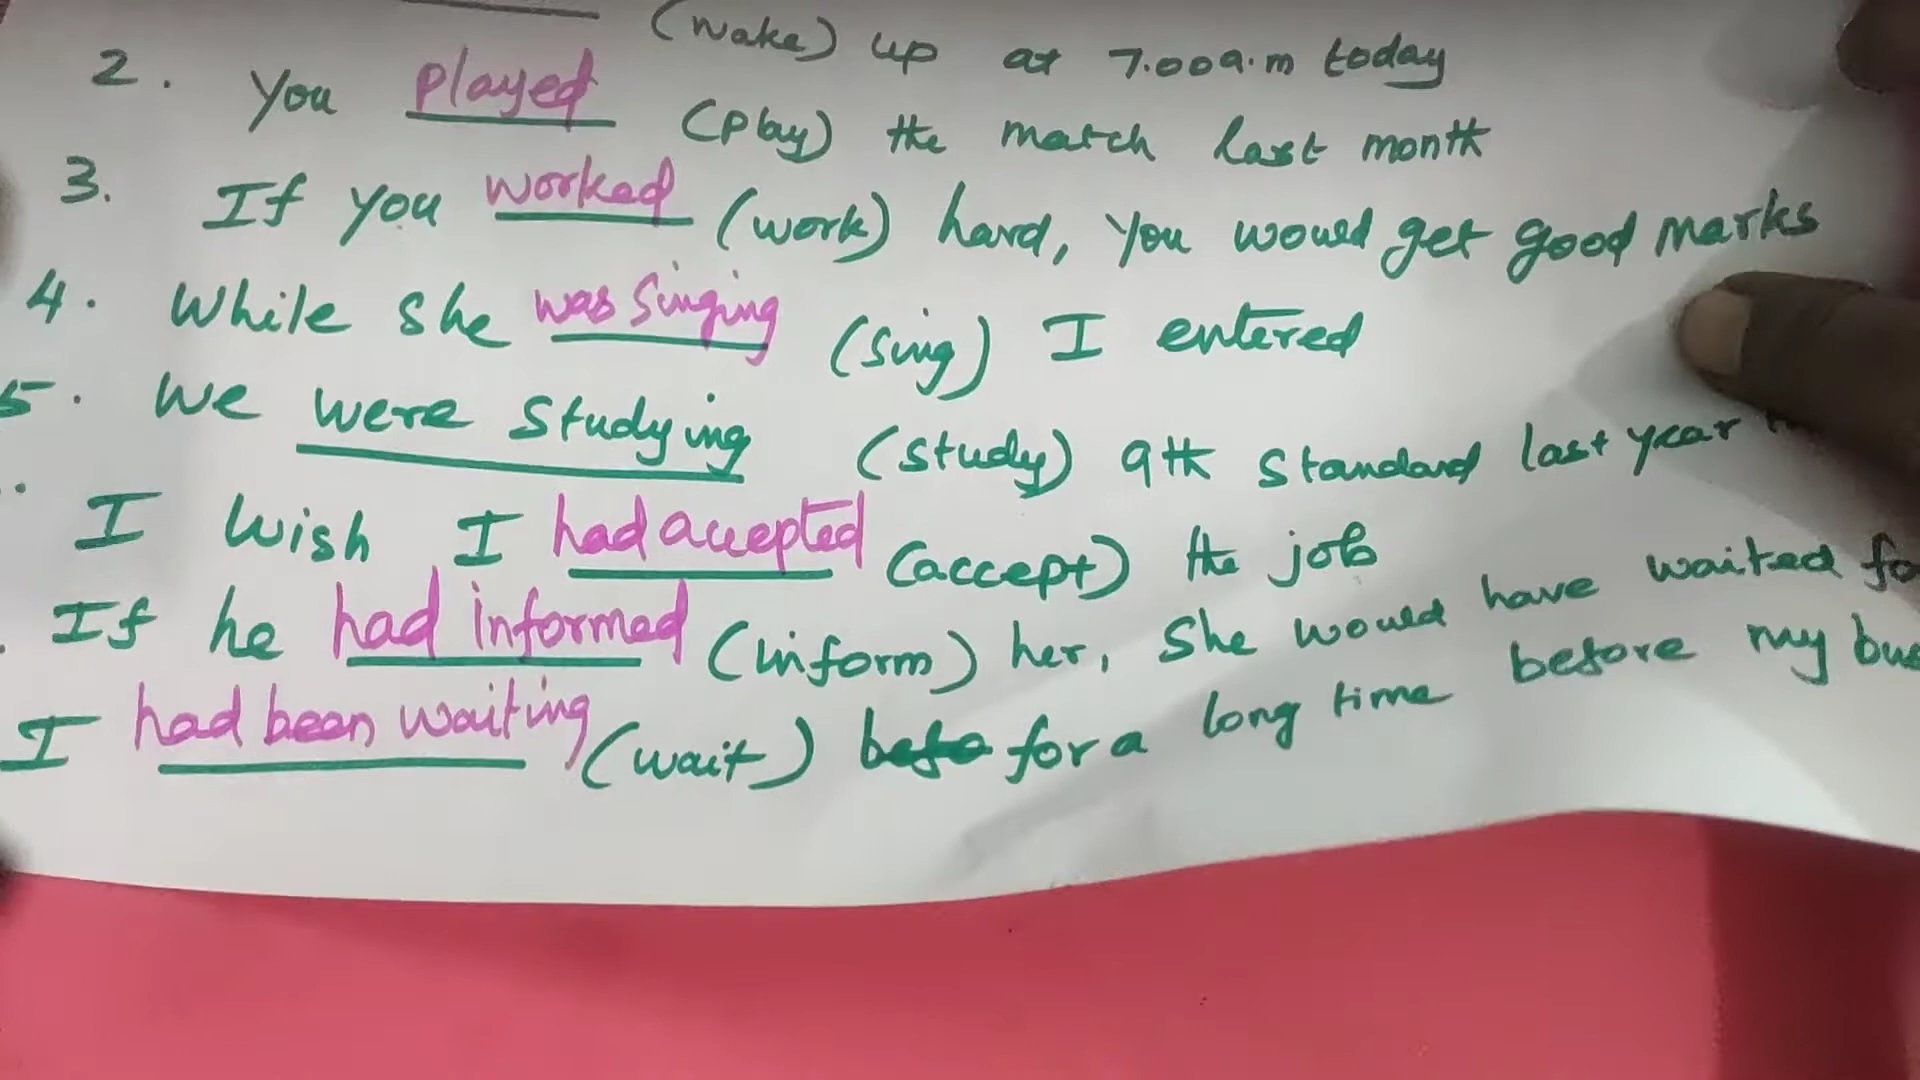 (wake) up at 7.00a.m today
2. You played (play) the match last month
3. If you worked (work) hard, you would get good marks
4. While she was singing (sing) I entered
5. We were studying (study) 9th standard last year
I wish I had accepted (accept) the job
If he had informed (inform) her, She would have waited fo
I had been waiting (wait) for a long time before my bus